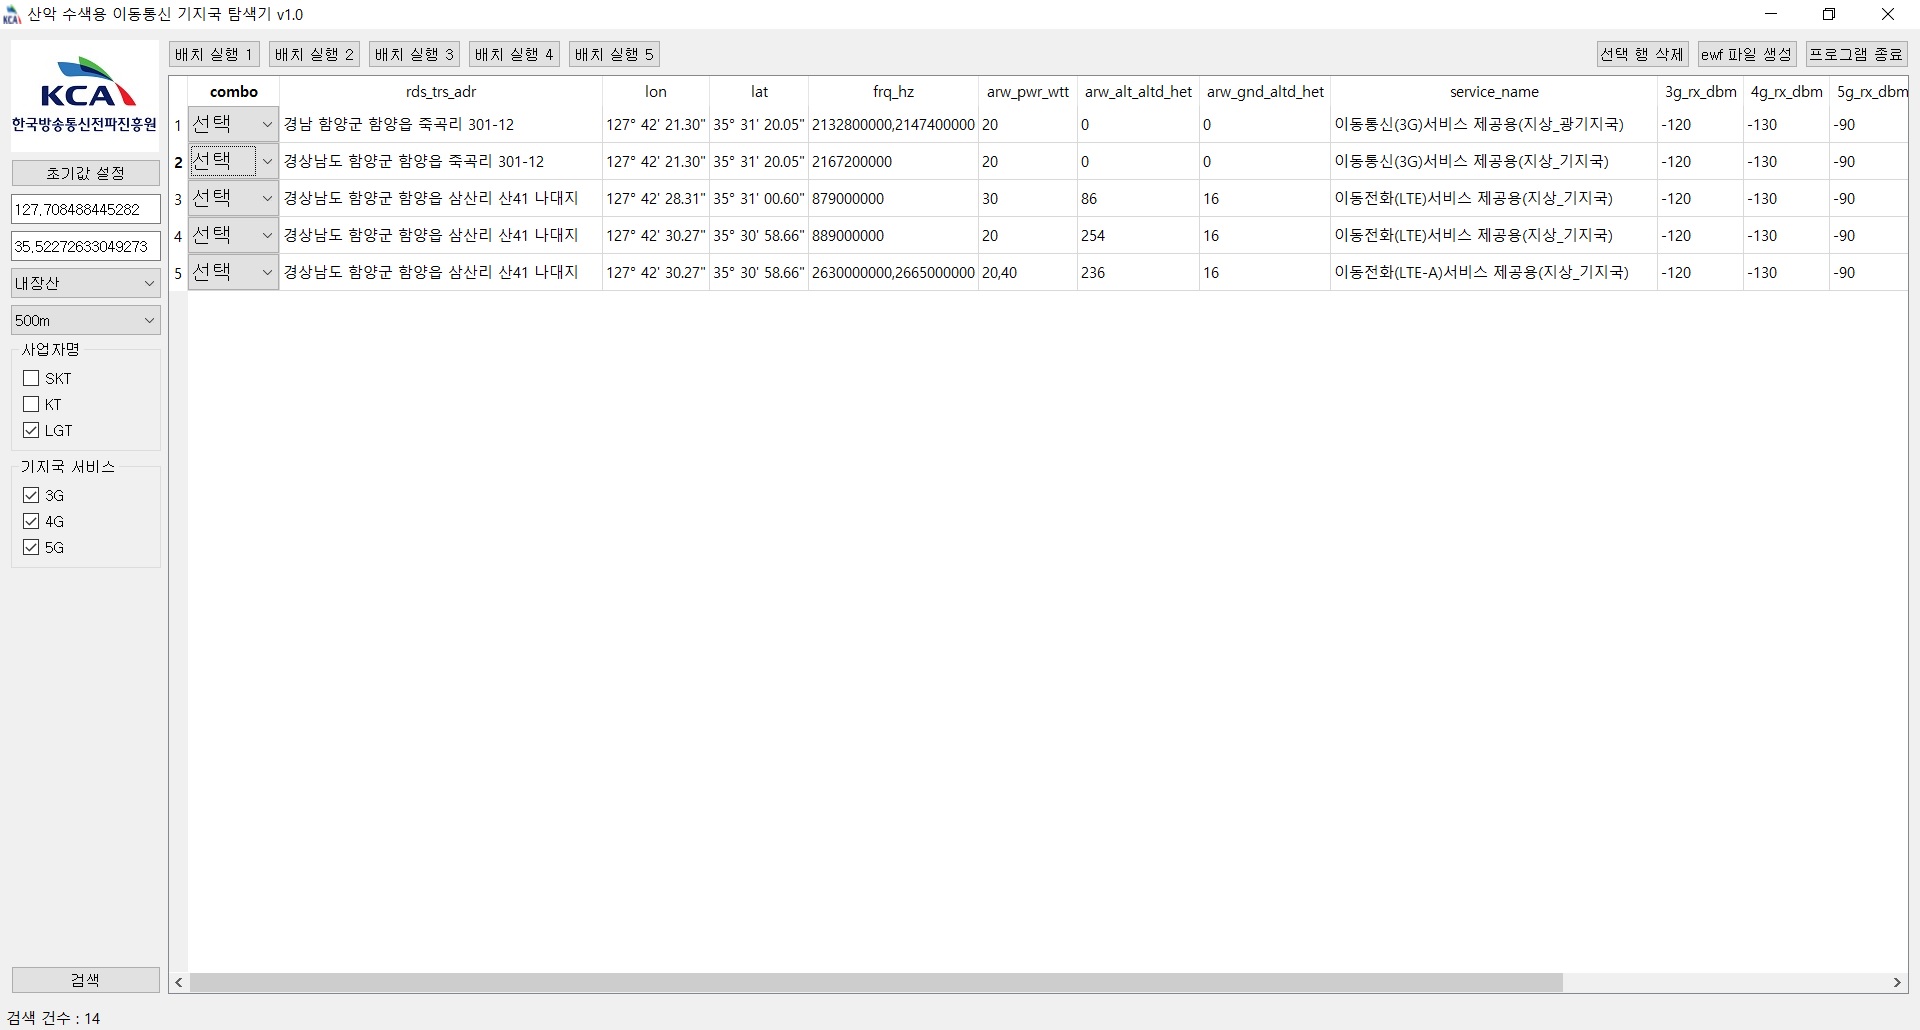 산악 수색용 이동통신 기지국 탐색기 v1.0
KCA
한국방송통신전파진흥원
배치 실행 1 배치 실행 2 배치 실행 3 배치 실행 4 배치 실행 5 선택 행 삭제 ewf 파일 생성 프로그램 종료
초기값 설정
127.708488445282
35.52272633049273
내장산
500m
사업자명
SKT
KT
LGT
기지국 서비스
3G
4G
5G
검색
combo rds_trs_adr lon lat frq_hz arw_pwr_wtt arw_alt_altd_het arw_gnd_altd_het service_name 3g_rx_dbm 4g_rx_dbm 5g_rx_dbm
1 선택 경남 함양군 함양읍 죽곡리 301-12 127° 42' 21.30" 35° 31' 20.05" 2132800000,2147400000 20 0 0 이동통신(3G)서비스 제공용(지상_광기지국) -120 -130 -90
2 선택 경상남도 함양군 함양읍 죽곡리 301-12 127° 42' 21.30" 35° 31' 20.05" 2167200000 20 0 0 이동통신(3G)서비스 제공용(지상_기지국) -120 -130 -90
3 선택 경상남도 함양군 함양읍 삼산리 산41 나대지 127° 42' 28.31" 35° 31' 00.60" 879000000 30 86 16 이동전화(LTE)서비스 제공용(지상_기지국) -120 -130 -90
4 선택 경상남도 함양군 함양읍 삼산리 산41 나대지 127° 42' 30.27" 35° 30' 58.66" 889000000 20 254 16 이동전화(LTE)서비스 제공용(지상_기지국) -120 -130 -90
5 선택 경상남도 함양군 함양읍 삼산리 산41 나대지 127° 42' 30.27" 35° 30' 58.66" 2630000000,2665000000 20,40 236 16 이동전화(LTE-A)서비스 제공용(지상_기지국) -120 -130 -90
검색 건수 : 14